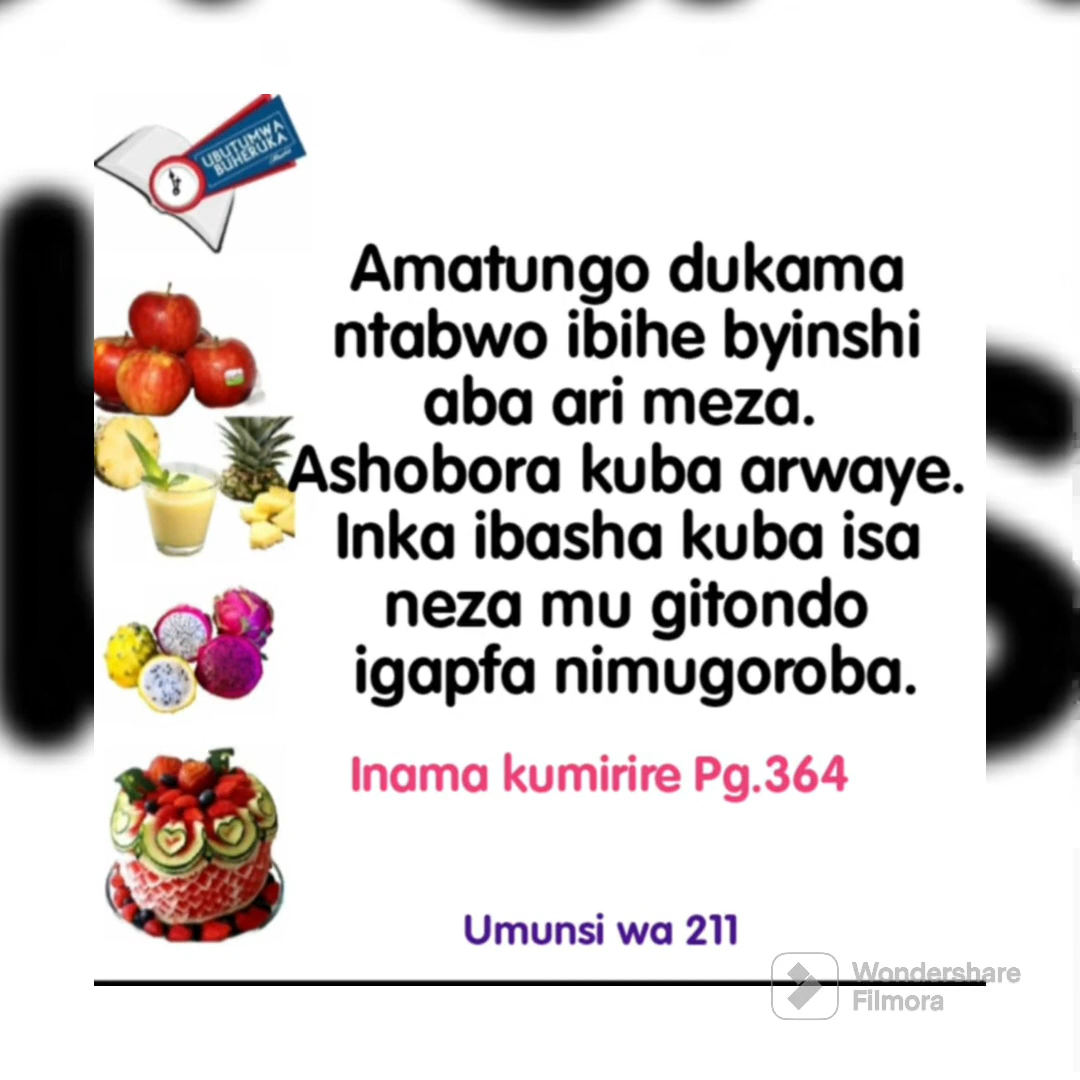 UBUTUMWA
BUHERUKA
Amatungo dukama
ntabwo ibihe byinshi
aba ari meza.
Ashobora kuba arwaye.
Inka ibasha kuba isa
neza mu gitondo
igapfa nimugoroba.
Inama kumirire Pg.364
Umunsi wa 211
Wondershare
Filmora